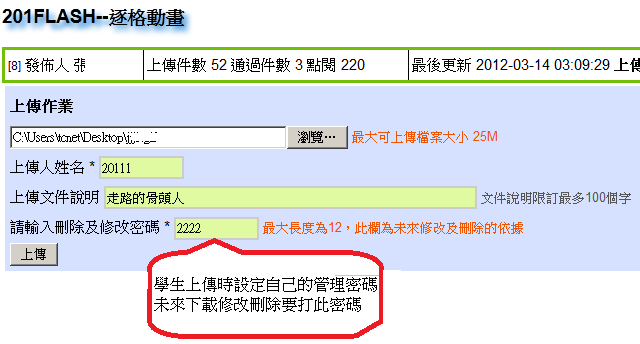 201FLASH--逐格動畫
[8] 發佈人 張 上傳件數 52 通過件數 3 點閱 220 最後更新 2012-03-14 03:09:29 上傳
上傳作業
C:\Users\tcnet\Desktop\ 瀏覽… 最大可上傳檔案大小 25M
上傳人姓名 * 20111
上傳文件說明 走路的骨頭人 文件說明限訂最多100個字
請輸入刪除及修改密碼 * 2222 最大長度為12，此欄為未來修改及刪除的依據
上傳
學生上傳時設定自己的管理密碼
未來下載修改刪除要打此密碼